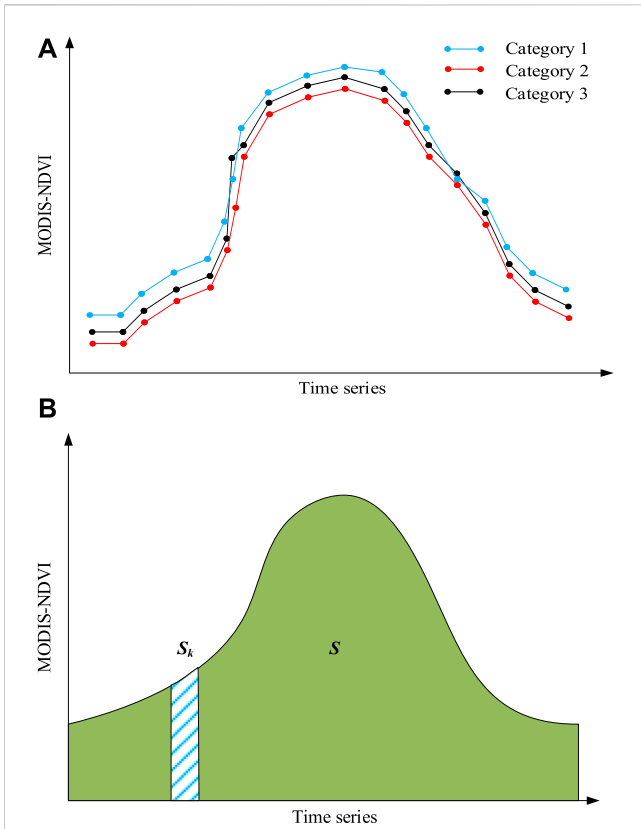 A
Category 1
Category 2
Category 3
MODIS-NDVI
Time series
B
MODIS-NDVI
Sk
S
Time series